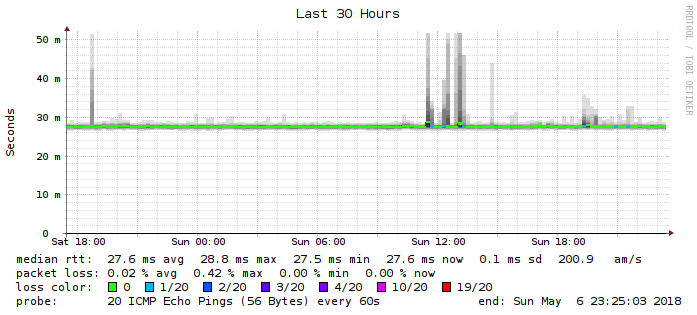 Last 30 Hours
RRDTOOL / TOBI OETIKER
Seconds
50 m
40 m
30 m
20 m
10 m
0
Sat 18:00 Sun 00:00 Sun 06:00 Sun 12:00 Sun 18:00
median rtt: 27.6 ms avg 28.8 ms max 27.5 ms min 27.6 ms now 0.1 ms sd 200.9 am/s
packet loss: 0.02 % avg 0.42 % max 0.00 % min 0.00 % now
loss color: 0 1/20 2/20 3/20 4/20 10/20 19/20
probe: 20 ICMP Echo Pings (56 Bytes) every 60s end: Sun May 6 23:25:03 2018